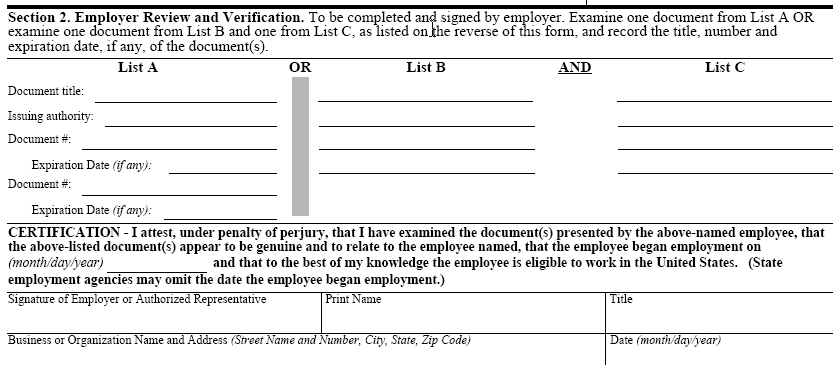 Section 2. Employer Review and Verification. To be completed and signed by employer. Examine one document from List A OR
examine one document from List B and one from List C, as listed on the reverse of this form, and record the title, number and
expiration date, if any, of the document(s).
List A OR List B AND List C
Document title:
Issuing authority:
Document #:
Expiration Date (if any):
Document #:
Expiration Date (if any):
CERTIFICATION - I attest, under penalty of perjury, that I have examined the document(s) presented by the above-named employee, that
the above-listed document(s) appear to be genuine and to relate to the employee named, that the employee began employment on
(month/day/year) and that to the best of my knowledge the employee is eligible to work in the United States. (State
employment agencies may omit the date the employee began employment.)
Signature of Employer or Authorized Representative Print Name Title
Business or Organization Name and Address (Street Name and Number, City, State, Zip Code) Date (month/day/year)